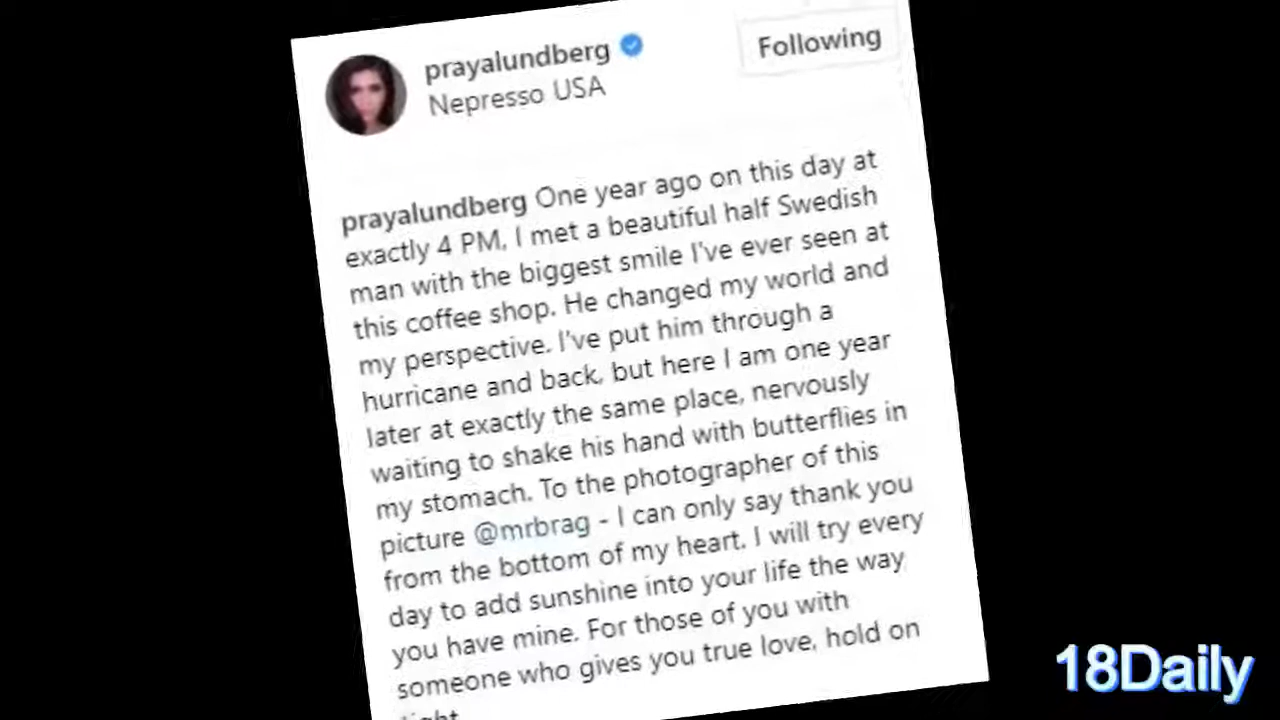 prayalundberg
Following
Nepresso USA
prayalundberg One year ago on this day at
exactly 4 PM, I met a beautiful half Swedish
man with the biggest smile I've ever seen at
this coffee shop. He changed my world and
my perspective. I've put him through a
hurricane and back, but here I am one year
later at exactly the same place, nervously
waiting to shake his hand with butterflies in
my stomach. To the photographer of this
picture @mrbrag - I can only say thank you
from the bottom of my heart. I will try every
day to add sunshine into your life the way
you have mine. For those of you with
someone who gives you true love, hold on
18Daily